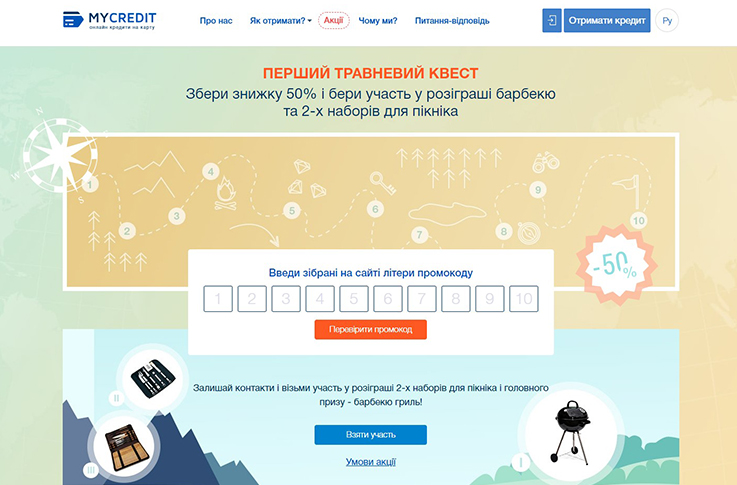 MYCREDIT
онлайн кредити на карту
Про нас Як отримати? Акції Чому ми? Питання-відповідь Отримати кредит Ру
ПЕРШИЙ ТРАВНЕВИЙ КВЕСТ
Збери знижку 50% і бери участь у розіграші барбекю
та 2-х наборів для пікніка
N
W
E
S
1
2
3
4
5
6
7
8
9
10
-50%
Введи зібрані на сайті літери промокоду
1 2 3 4 5 6 7 8 9 10
Перевірити промокод
Залишай контакти і візьми участь у розіграші 2-х наборів для пікніка і головного
призу - барбекю гриль!
II
Взяти участь
III
I
Умови акції